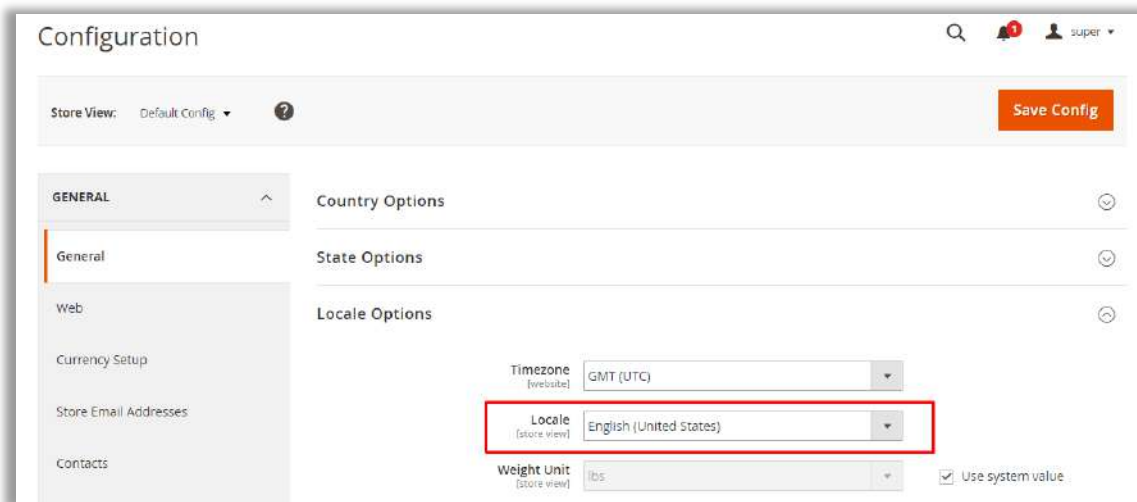 Configuration
1
super
Store View: Default Config
?
Save Config
GENERAL
General
Web
Currency Setup
Store Email Addresses
Contacts
Country Options
State Options
Locale Options
Timezone
[website]
GMT (UTC)
Locale
[store view]
English (United States)
Weight Unit
[store view]
lbs
Use system value